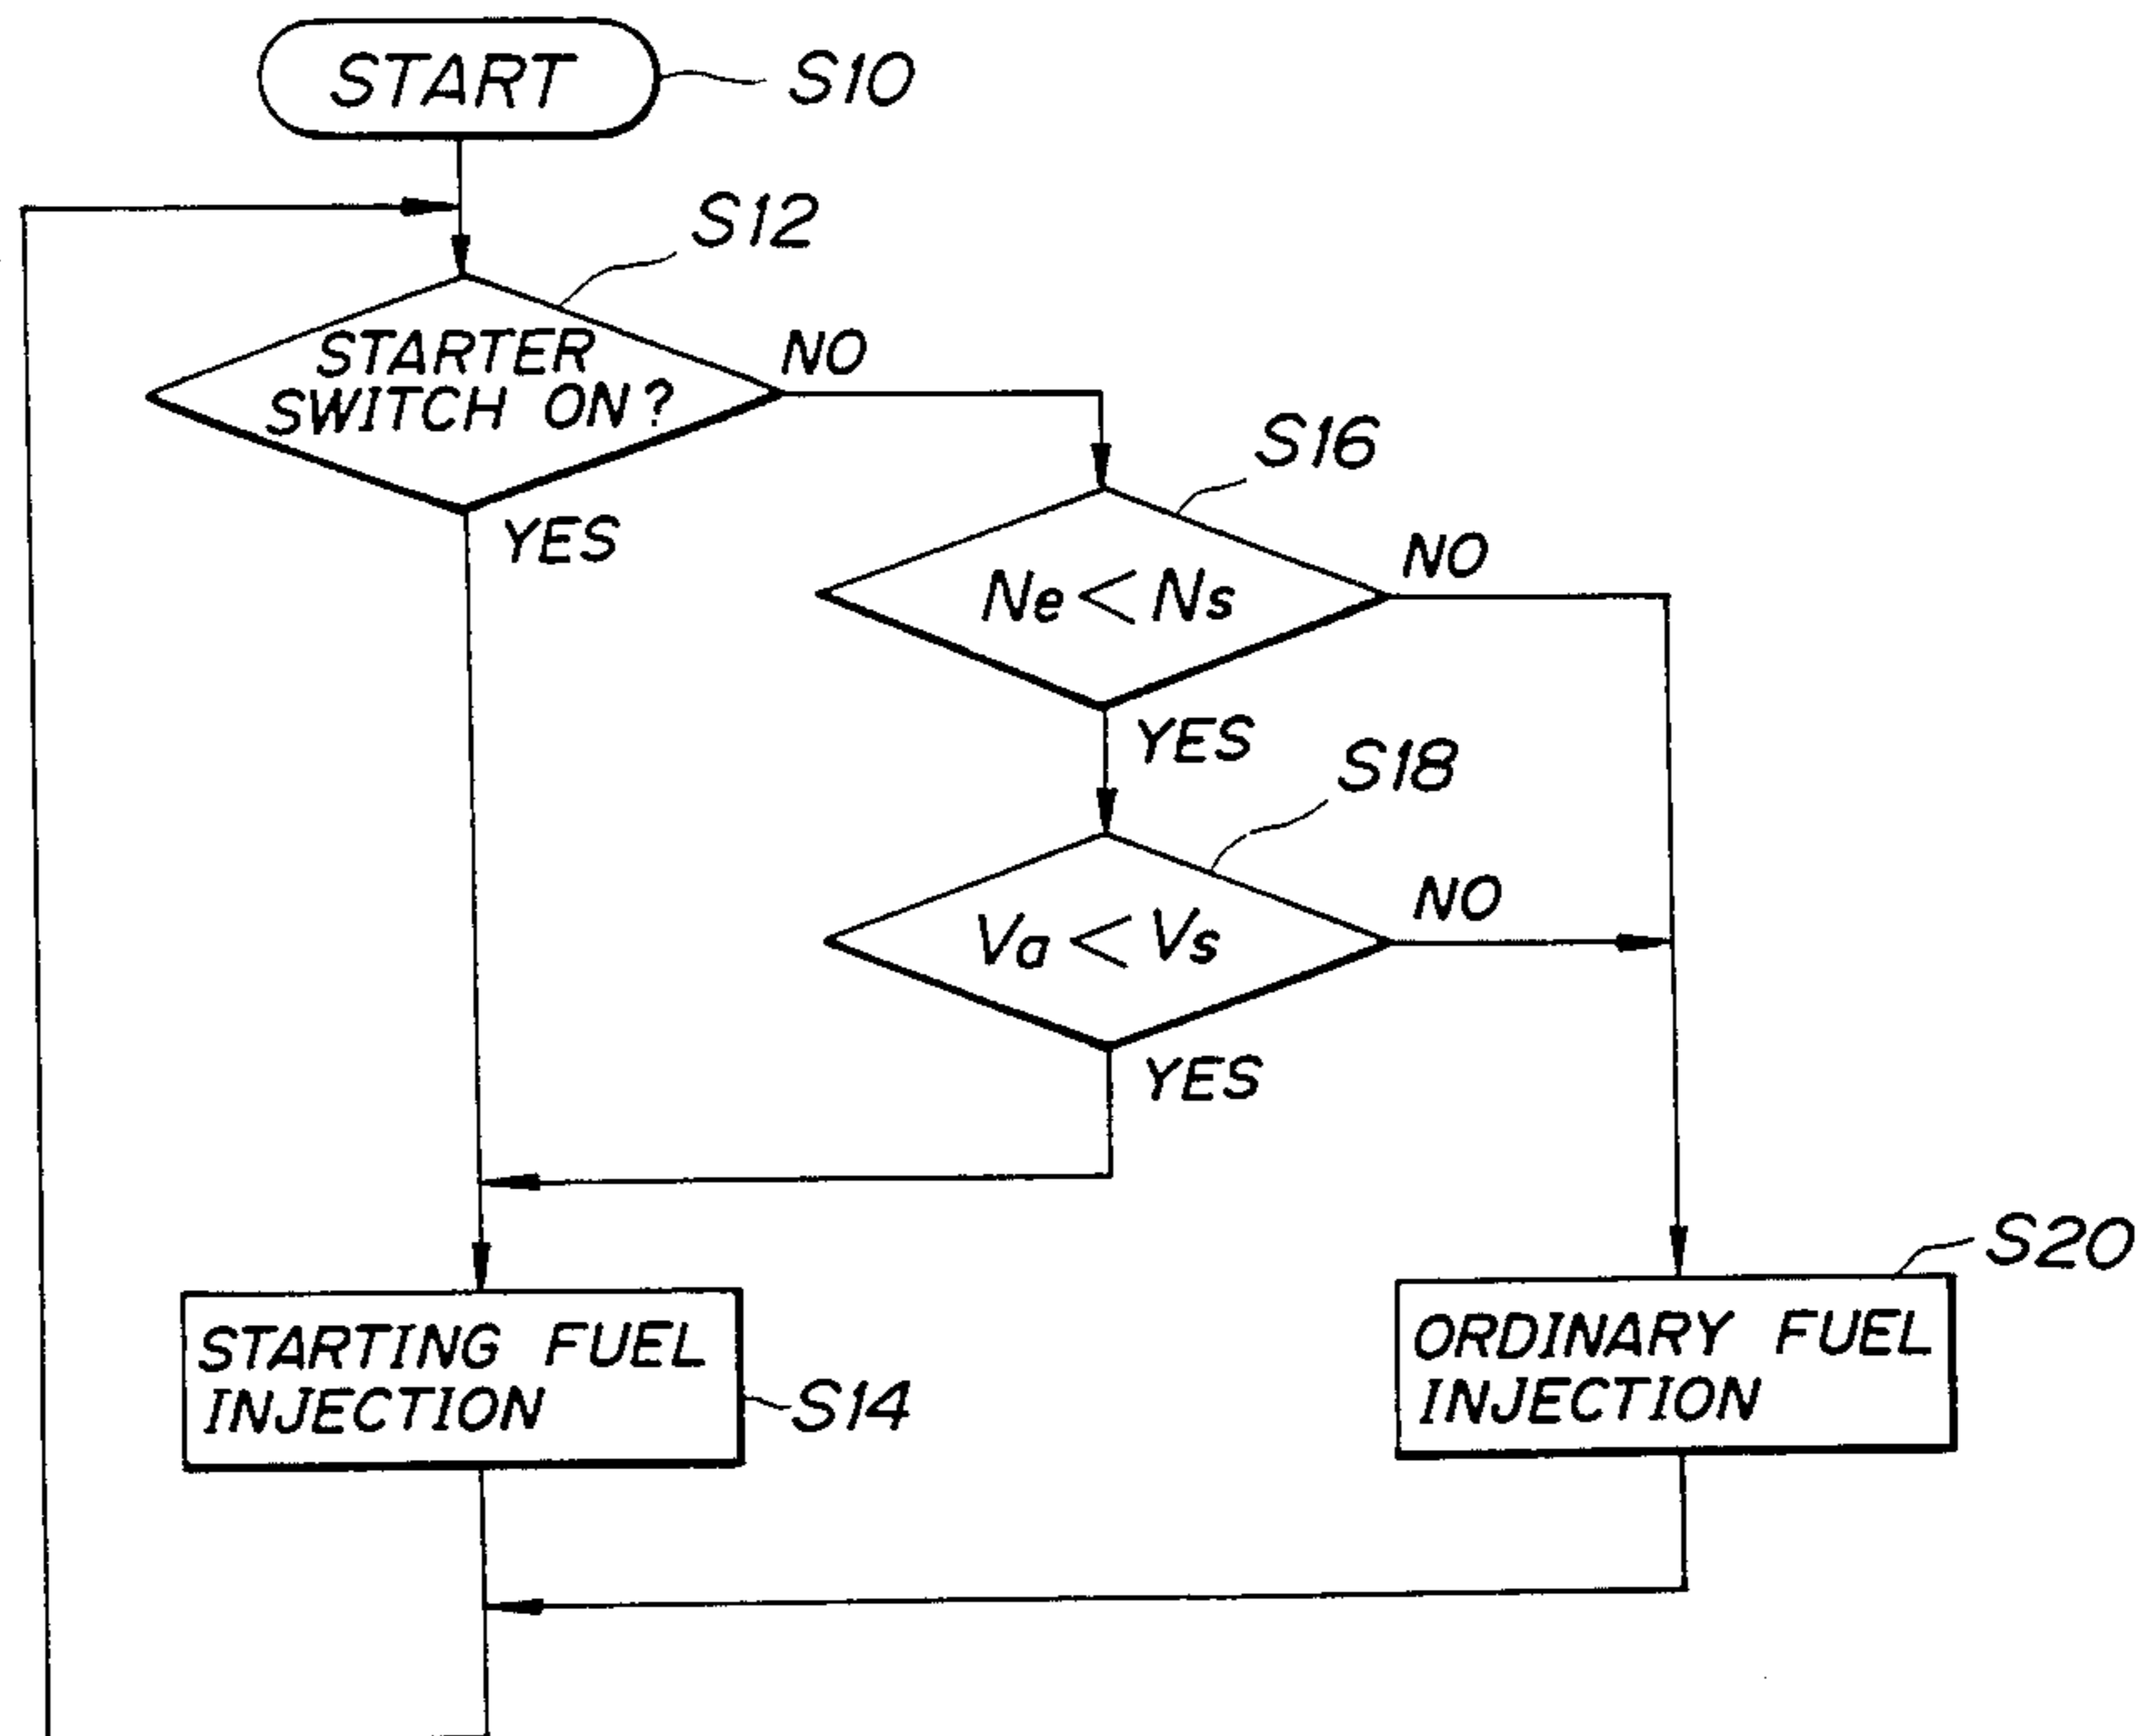 START
S10
S12
STARTER
SWITCH ON?
NO
YES
S16
Ne<Ns
NO
YES
S18
Va<Vs
NO
YES
S20
STARTING FUEL
INJECTION
S14
ORDINARY FUEL
INJECTION